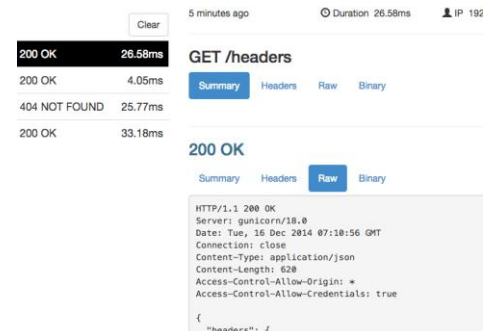 Clear
200 OK 26.58ms
200 OK 4.05ms
404 NOT FOUND 25.77ms
200 OK 33.18ms
5 minutes ago Duration 26.58ms IP 192
GET /headers
Summary Headers Raw Binary
200 OK
Summary Headers Raw Binary
HTTP/1.1 200 OK
Server: gunicorn/18.0
Date: Tue, 16 Dec 2014 07:10:56 GMT
Connection: close
Content-Type: application/json
Content-Length: 620
Access-Control-Allow-Origin: *
Access-Control-Allow-Credentials: true
{
"headers": {